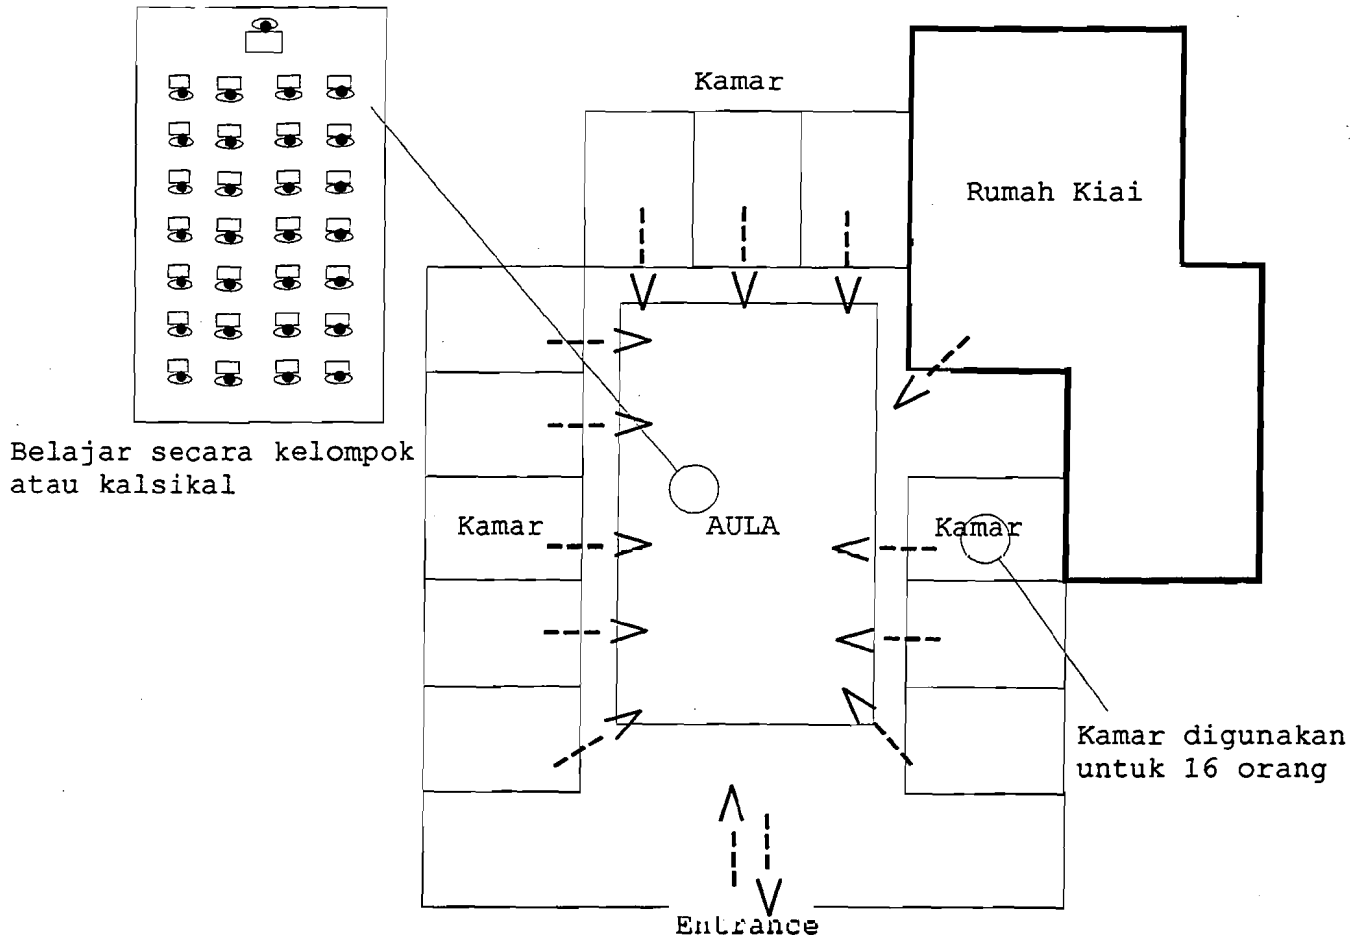 Kamar
Rumah Kiai
Belajar secara kelompok
atau kalsikal
Kamar
AULA
Kamar
Kamar digunakan
untuk 16 orang
Entrance